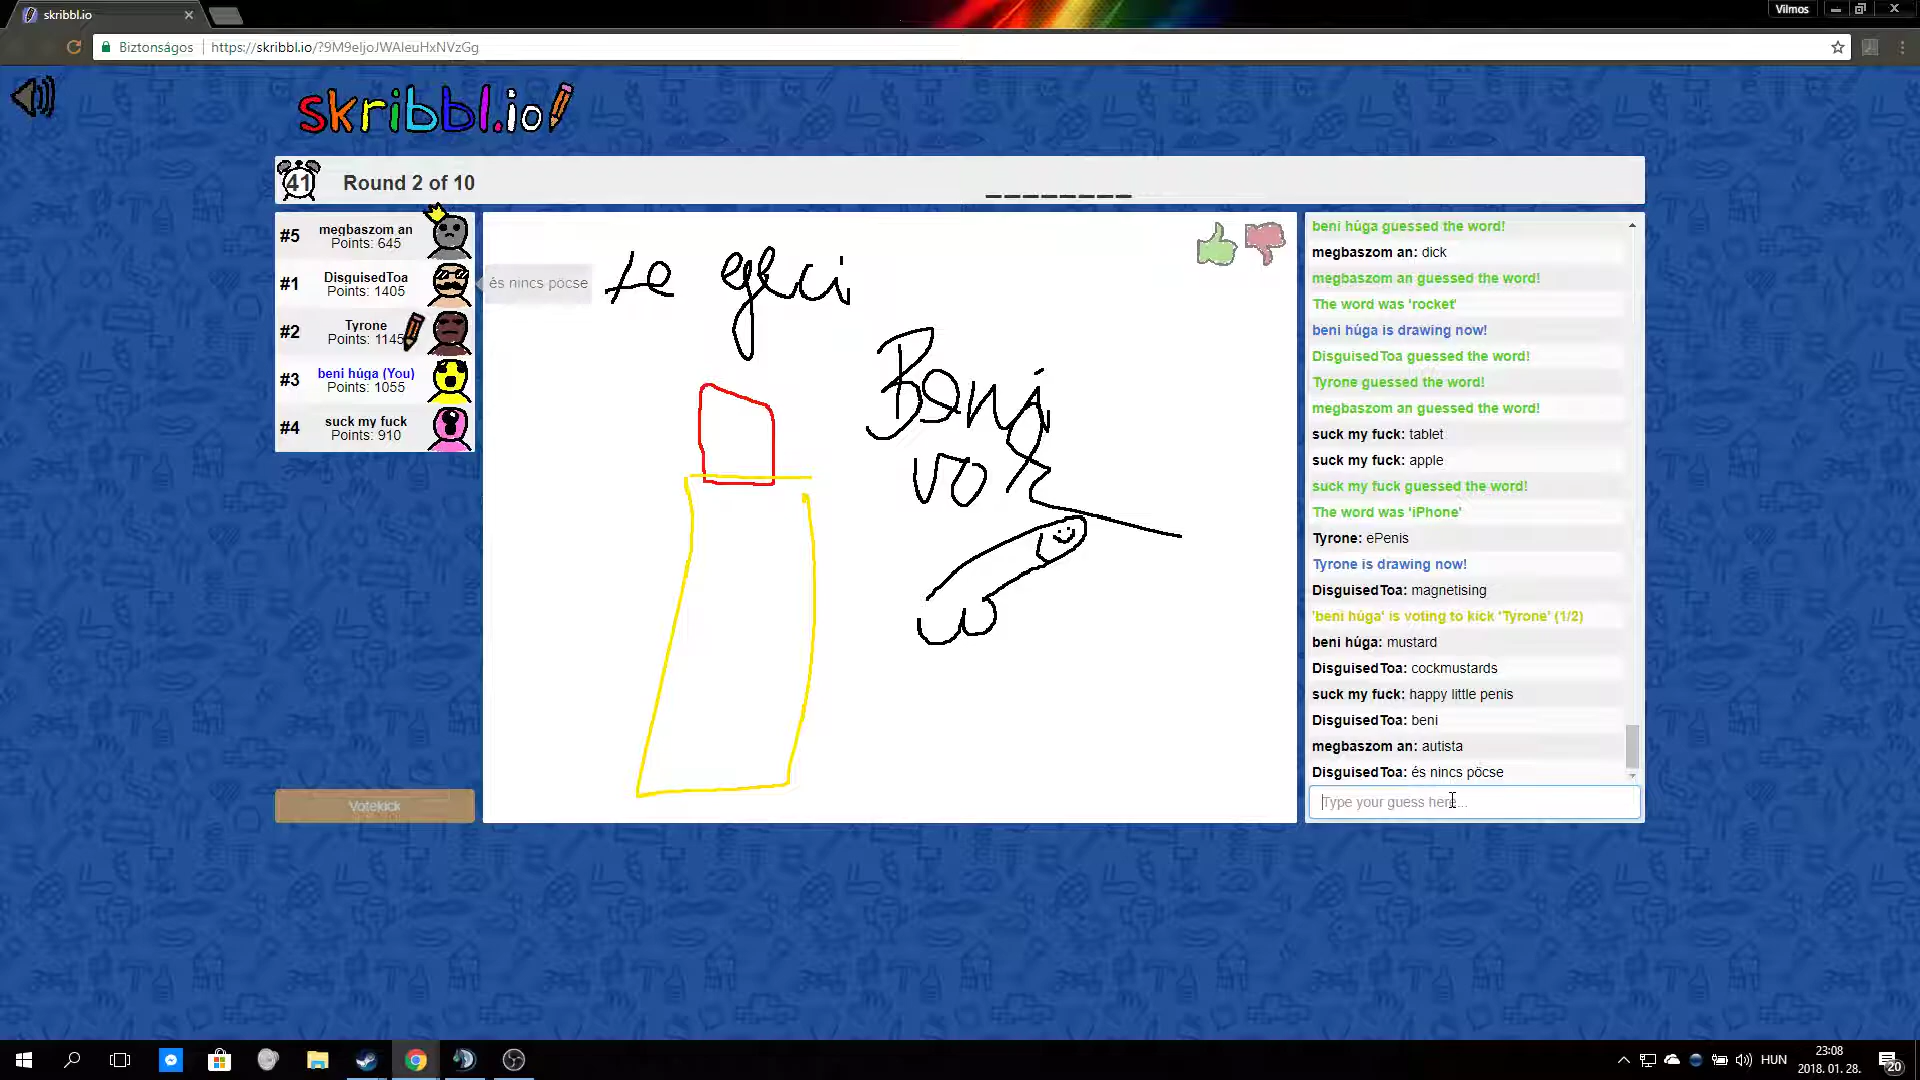 skribbl.io
Vilmos
Biztonságos
https://skribbl.io/?9M9eljoJWAleuHxNVzGg
skribbl.io
41
Round 2 of 10
________
#5
megbaszom an
Points: 645
#1
DisguisedToa
Points: 1405
#2
Tyrone
Points: 1145
#3
beni húga (You)
Points: 1055
#4
suck my fuck
Points: 910
Votekick
és nincs pöcse
te geci
Beni
beni húga guessed the word!
megbaszom an: dick
megbaszom an guessed the word!
The word was 'rocket'
beni húga is drawing now!
DisguisedToa guessed the word!
Tyrone guessed the word!
megbaszom an guessed the word!
suck my fuck: tablet
suck my fuck: apple
suck my fuck guessed the word!
The word was 'iPhone'
Tyrone: ePenis
Tyrone is drawing now!
DisguisedToa: magnetising
'beni húga' is voting to kick 'Tyrone' (1/2)
beni húga: mustard
DisguisedToa: cockmustards
suck my fuck: happy little penis
DisguisedToa: beni
megbaszom an: autista
DisguisedToa: és nincs pöcse
Type your guess here...
HUN
23:08
2018. 01. 28.
20